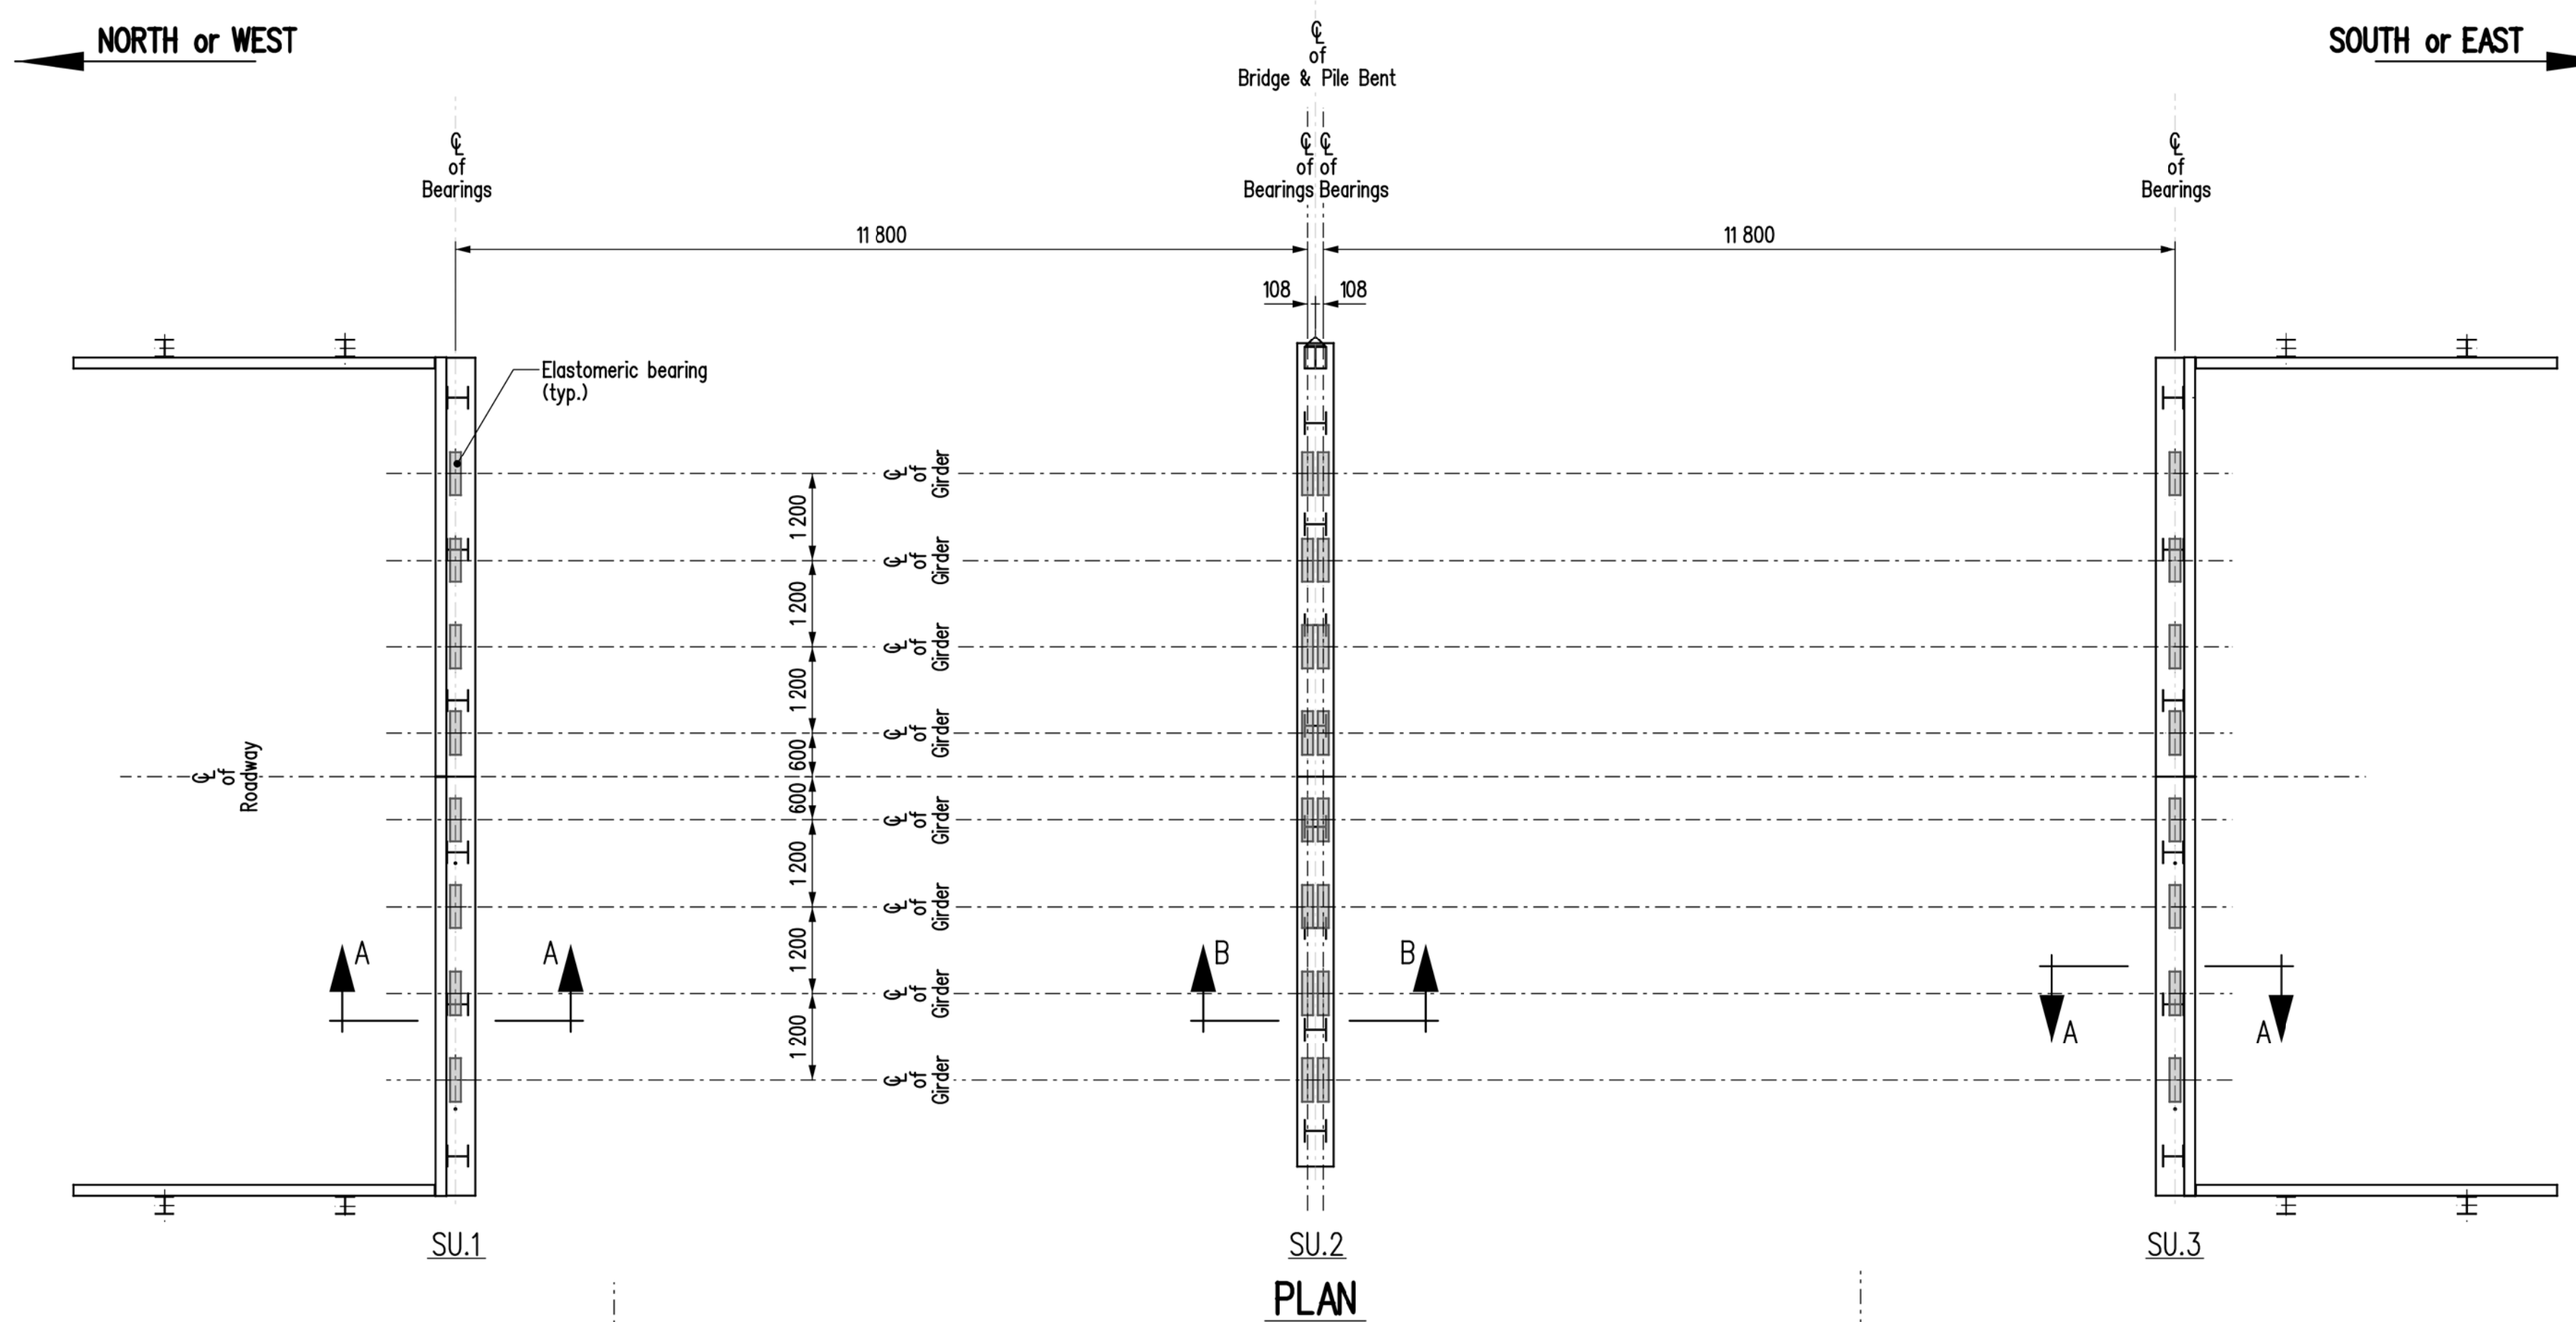 NORTH or WEST
SOUTH or EAST
℄
of
Bridge & Pile Bent
℄
of
Bearings
℄ ℄
of of
Bearings Bearings
℄
of
Bearings
11 800
11 800
108
108
Elastomeric bearing
(typ.)
℄
of
Girder
1 200
℄
of
Girder
1 200
℄
of
Girder
1 200
℄
of
Girder
600
℄
of
Roadway
600
℄
of
Girder
1 200
℄
of
Girder
1 200
℄
of
Girder
1 200
℄
of
Girder
A
A
B
B
A
A
SU.1
SU.2
SU.3
PLAN